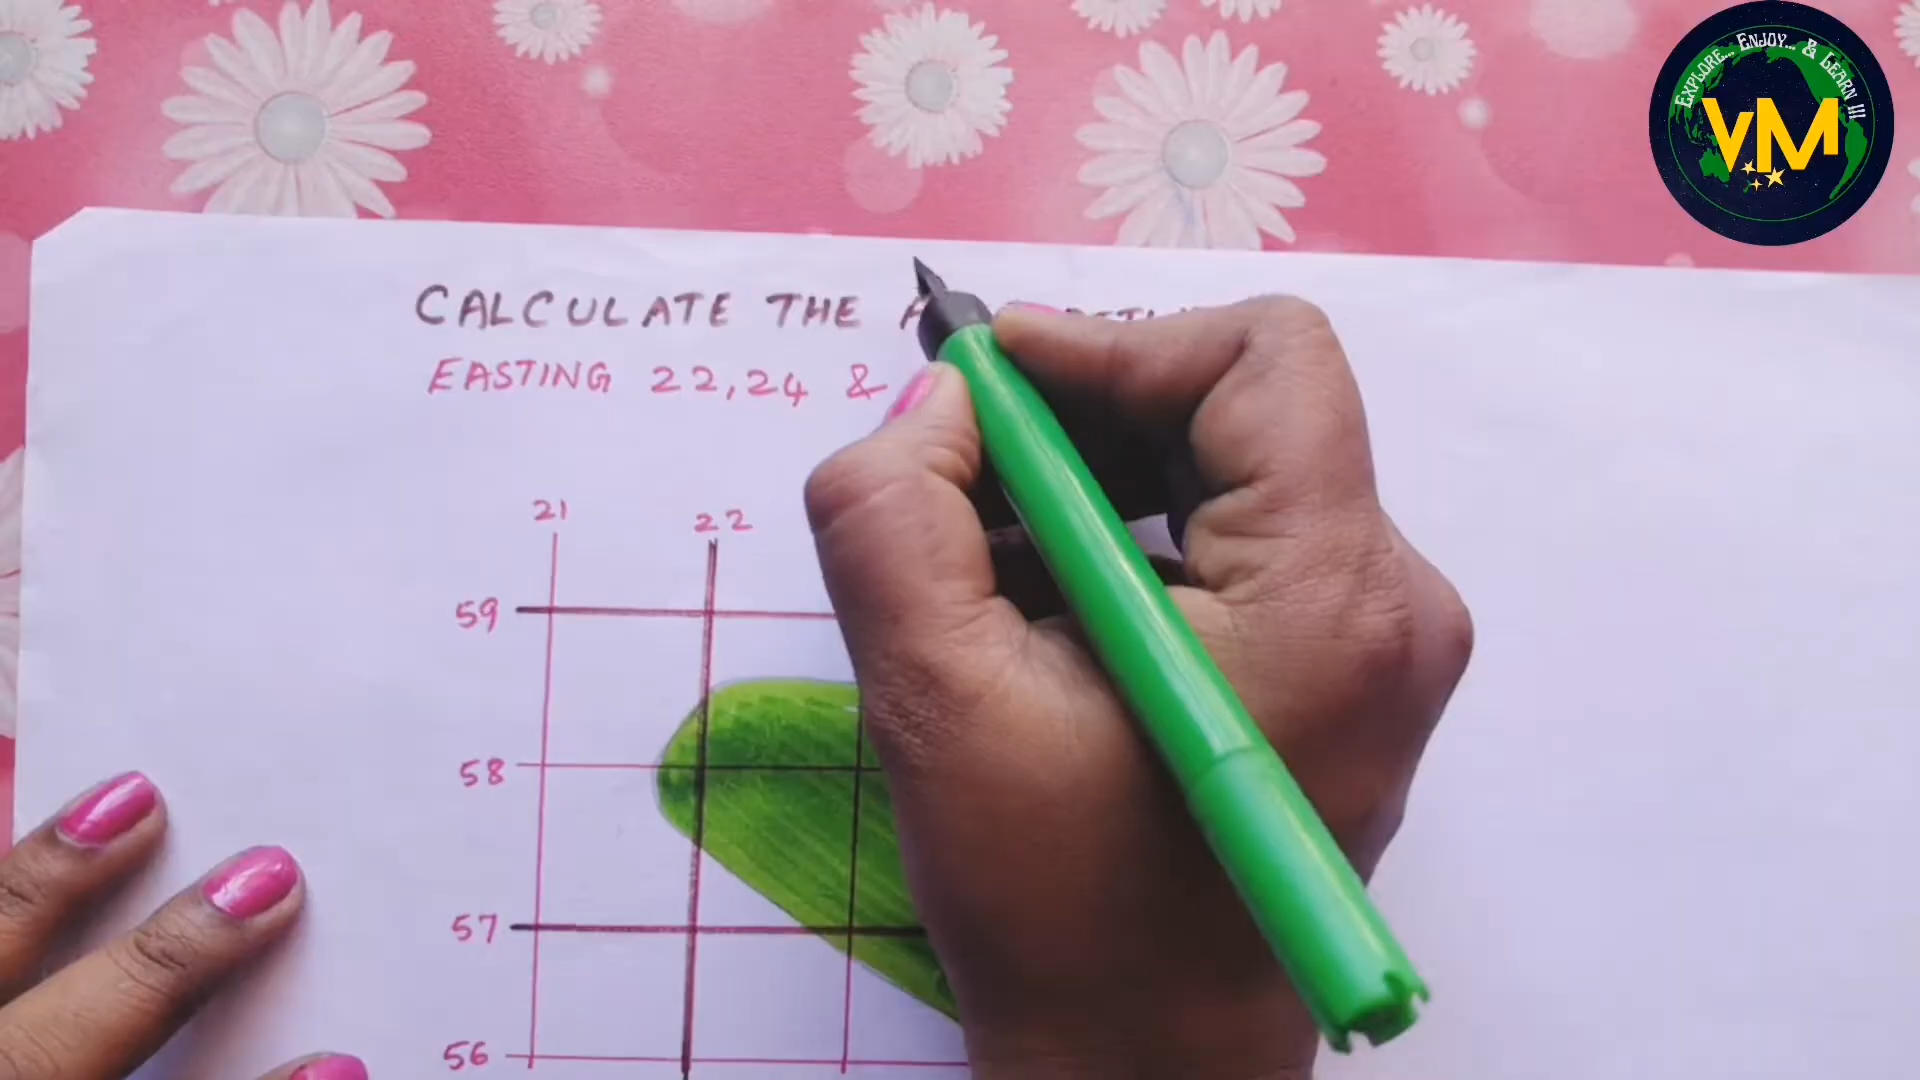 EXPLORE... ENJOY... & LEARN !!!
VM
CALCULATE THE
EASTING 22,24 &
21 22
59
58
57
56